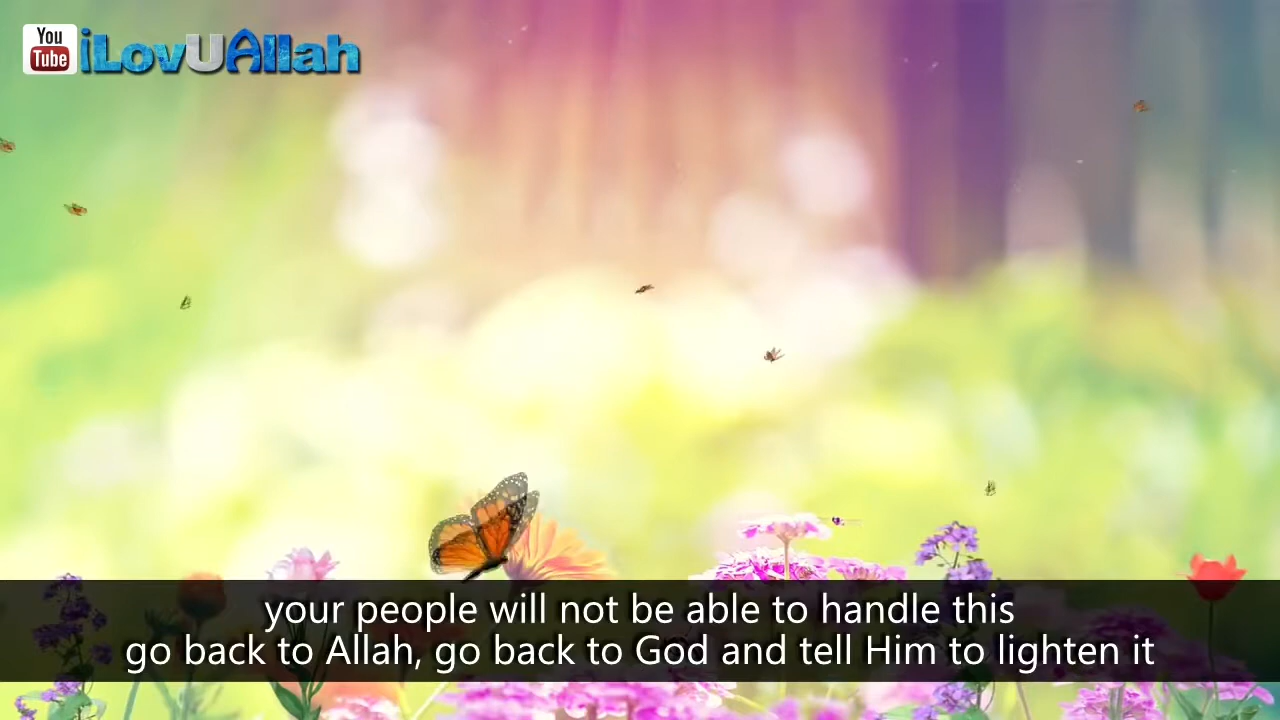 You
Tube
iLovUAllah
your people will not be able to handle this
go back to Allah, go back to God and tell Him to lighten it